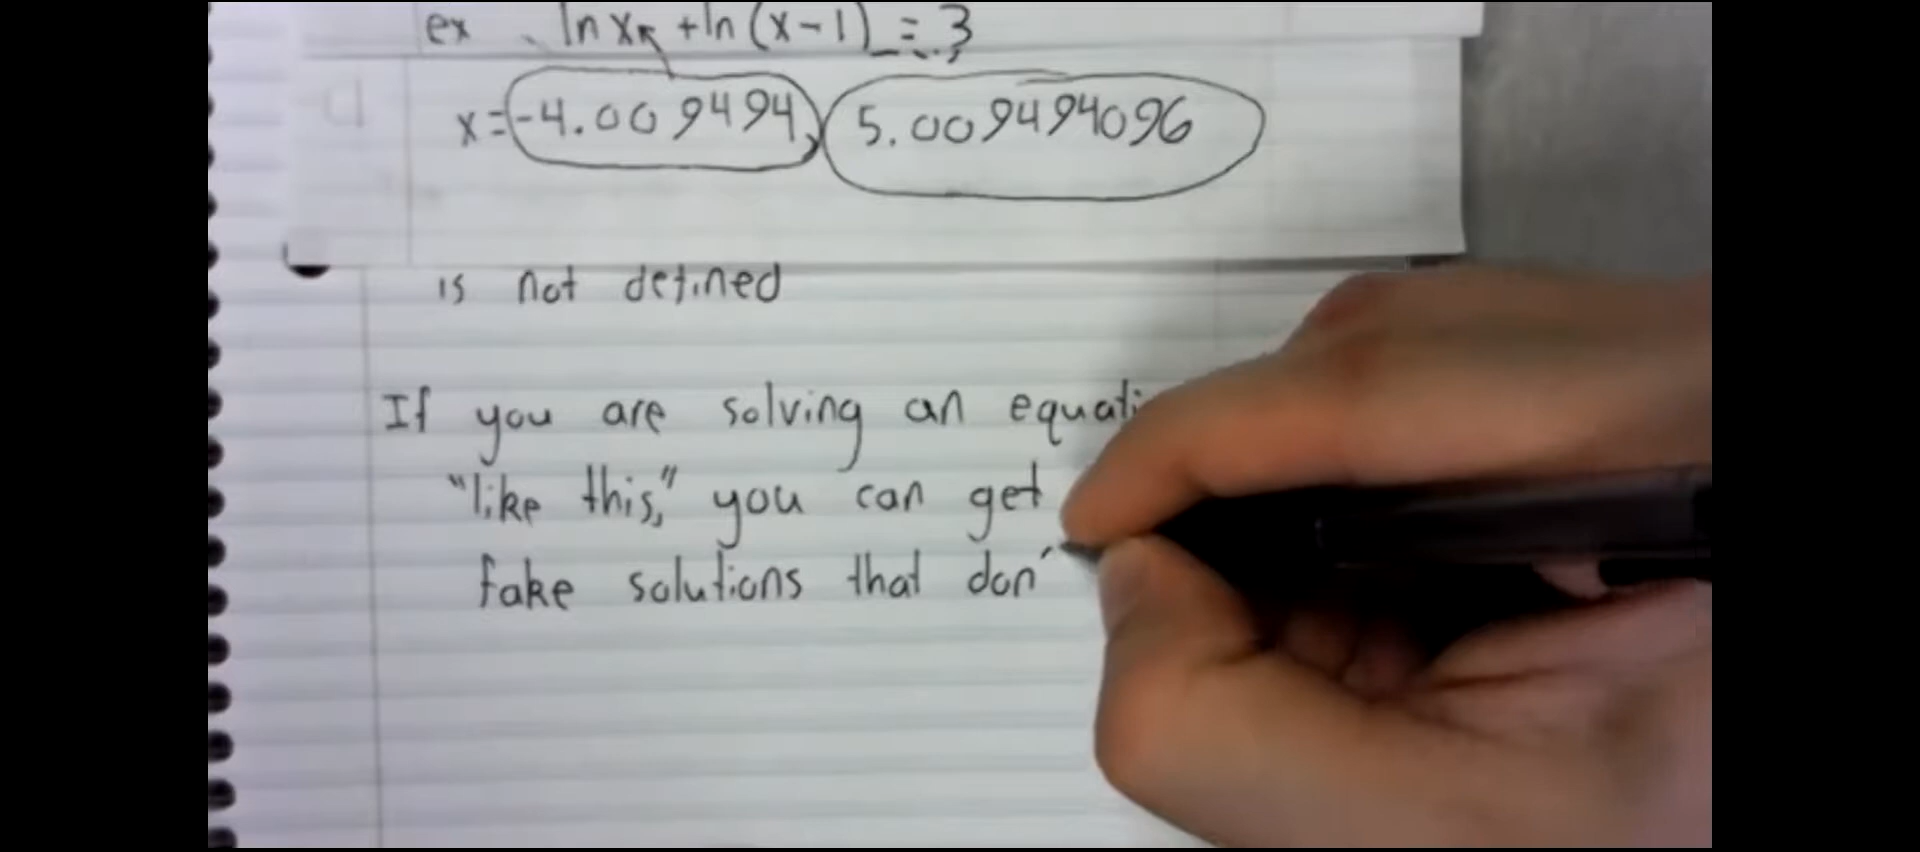 ex ln x + ln (x-1) = 3
x = -4.009494, 5.009494096
is not defined
If you are solving an equati
"like this," you can get
fake solutions that don'